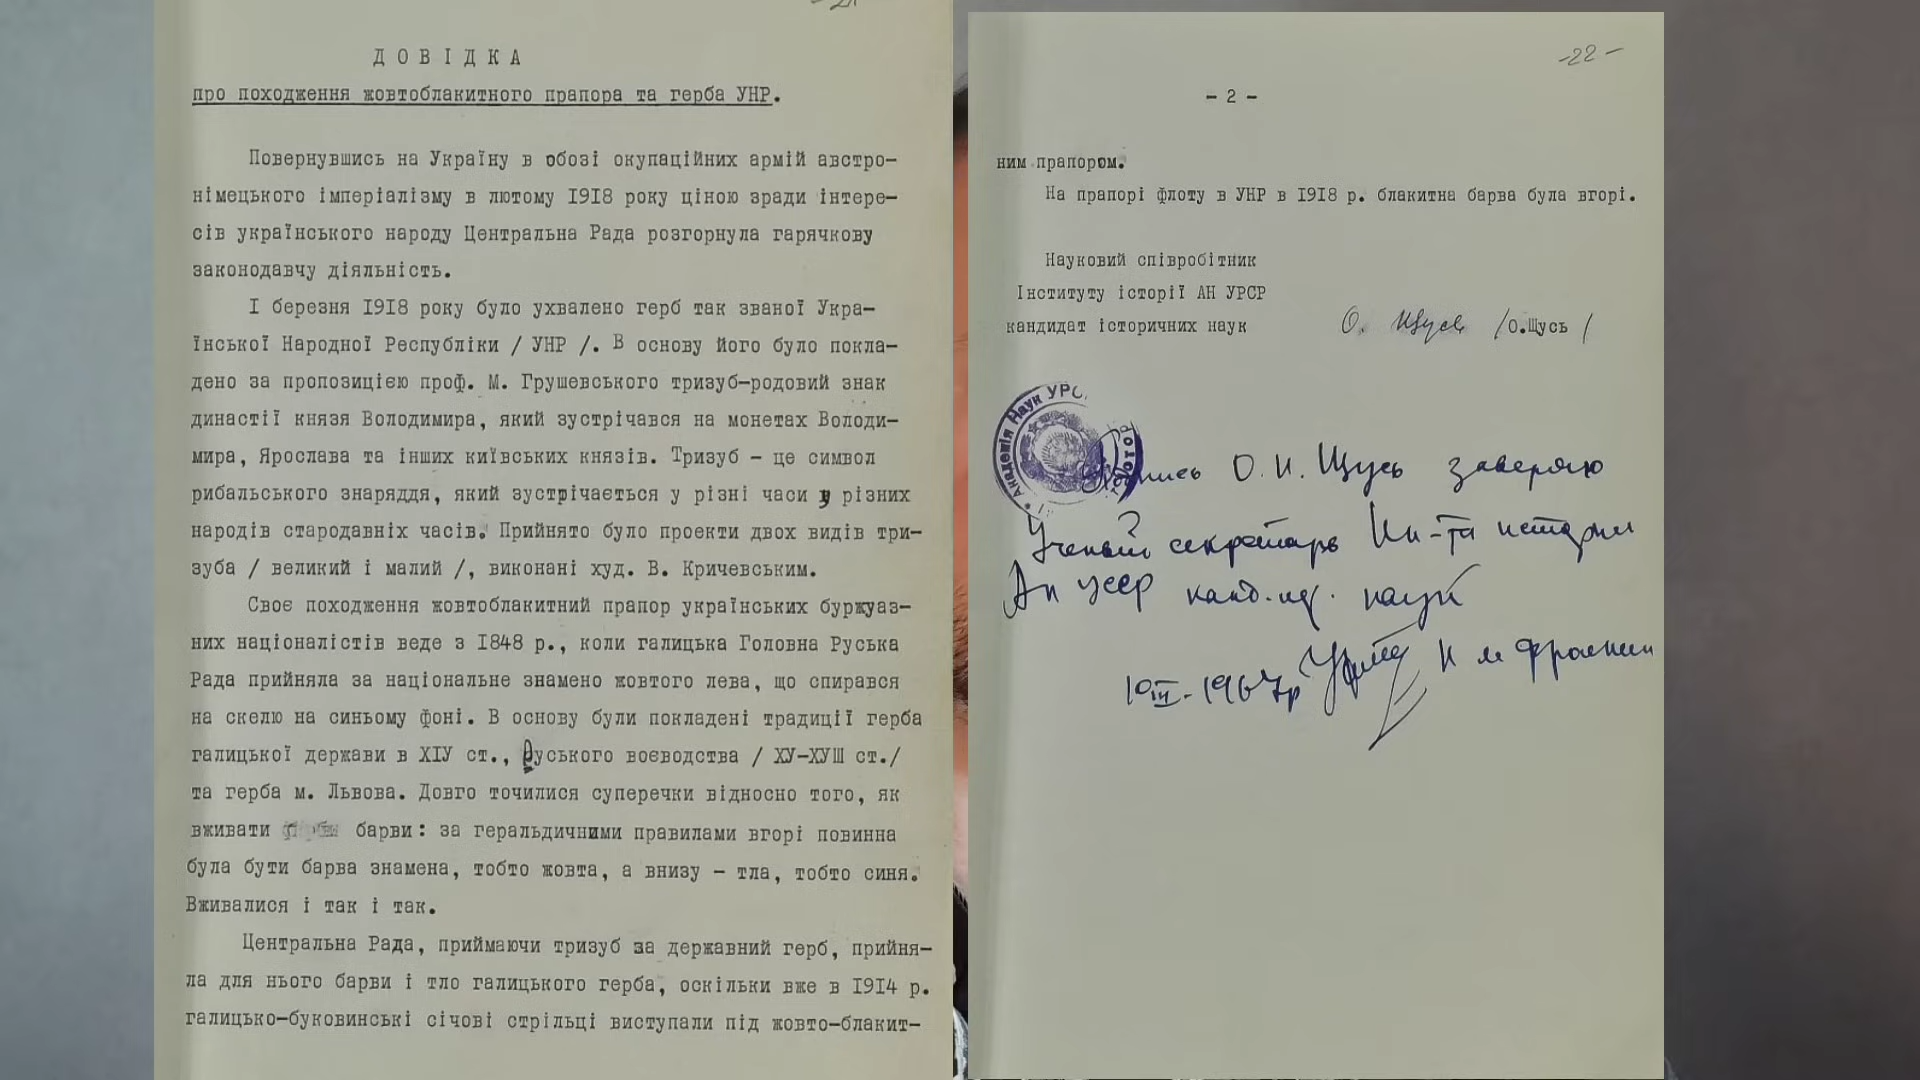 Д О В І Д К А
про походження жовтоблакитного прапора та герба УНР.
Повернувшись на Україну в обозі окупаційних армій австро-
німецького імперіалізму в лютому 1918 року ціною зради інтере-
сів українського народу Центральна Рада розгорнула гарячкову
законодавчу діяльність.
І березня 1918 року було ухвалено герб так званої Укра-
їнської Народної Республіки / УНР /. В основу його було покла-
дено за пропозицією проф. М. Грушевського тризуб-родовий знак
династії князя Володимира, який зустрічався на монетах Володи-
мира, Ярослава та інших київських князів. Тризуб - це символ
рибальського знаряддя, який зустрічається у різні часи у різних
народів стародавніх часів. Прийнято було проекти двох видів три-
зуба / великий і малий /, виконані худ. В. Кричевським.
Своє походження жовтоблакитний прапор українських буржуаз-
них націоналістів веде з 1848 р., коли галицька Головна Руська
Рада прийняла за національне знамено жовтого лева, що спирався
на скелю на синьому фоні. В основу були покладені традиції герба
галицької держави в ХІУ ст., Руського воєводства / ХУ-ХУШ ст./
та герба м. Львова. Довго точилися суперечки відносно того, як
вживати барви: за геральдичними правилами вгорі повинна
була бути барва знамена, тобто жовта, а внизу - тла, тобто синя.
Вживалися і так і так.
Центральна Рада, приймаючи тризуб за державний герб, прийня-
ла для нього барви і тло галицького герба, оскільки вже в 1914 р.
галицько-буковинські січові стрільці виступали під жовто-блакит-
-22-
- 2 -
ним прапором.
На прапорі флоту в УНР в 1918 р. блакитна барва була вгорі.
Науковий співробітник
Інституту історії АН УРСР
кандидат історичних наук О. Щусь /О.Щусь/
Академія Наук УРСР
Подпись О. И. Щусь заверяю
Ученый секретарь Ин-та истории
АН УССР канд. ист. наук
10 III-1967р